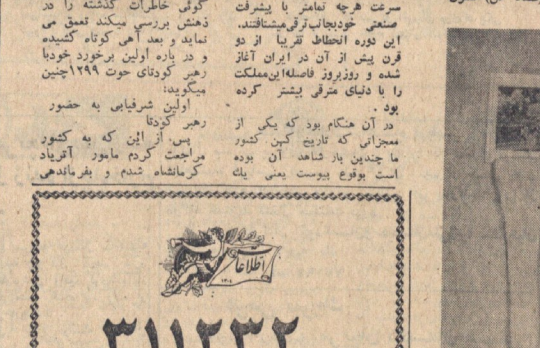 سرعت هرچه تمامتر با پیشرفت
صنعتی خودبجانب‌ترقی‌میشتافتند.
این دوره انحطاط تقریبا از دو
قرن پیش از آن در ایران آغاز
شده و روزبروز فاصله‌این‌مملکت
را با دنیای مترقی بیشتر کرده
بود.
در آن هنگام بود که یکی از
معجزاتی که تاریخ کهن کشور
ما چندین بار شاهد آن بوده
است بوقوع پیوست یعنی یك
گوئی خاطرات گذشته را در
ذهنش بررسی میکند تعمق می
نماید و بعد آهی کوتاه کشیده
و در باره اولین برخورد خودبا
رهبر کودتای حوت ۱۲۹۹چنین
میگوید:
اولین شرفیابی به حضور
رهبر کودتا
پس از این که به کشور
مراجعت کردم مامور آتریاد
کرمانشاه شدم و بفرماندهی
اطلاعات
۳۱۱۲۳۲